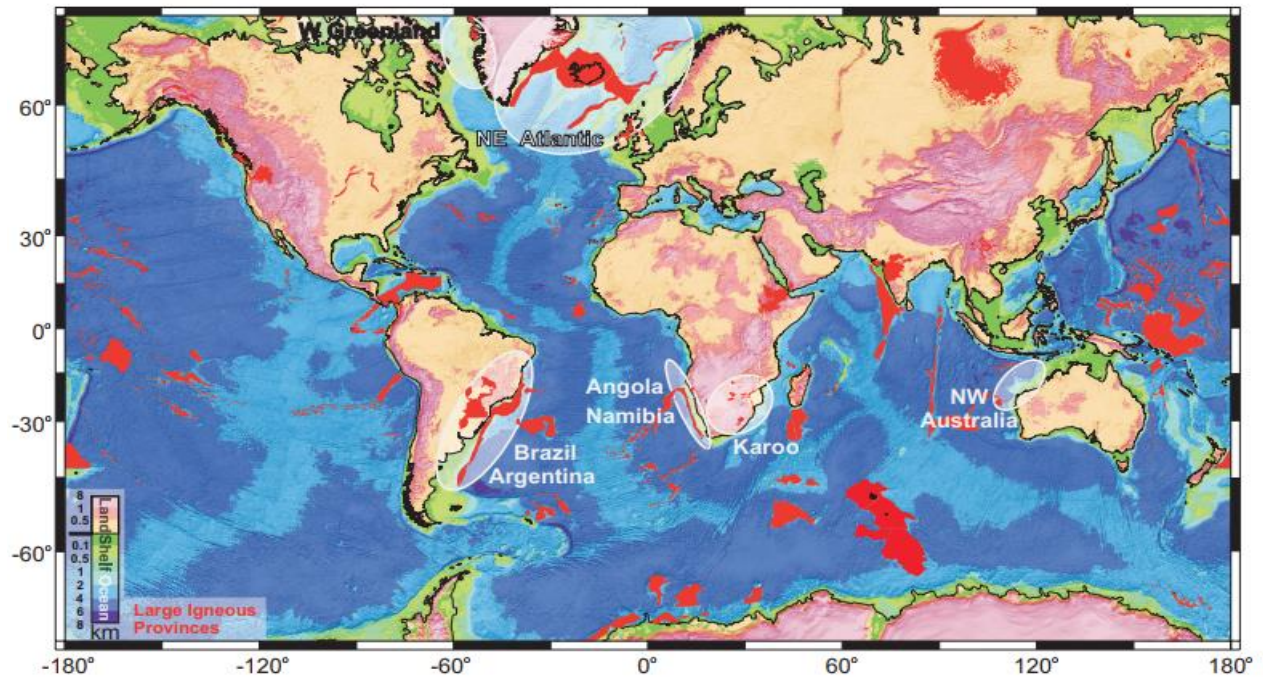 W Greenland
60°
NE Atlantic
30°
0°
Angola
Namibia
NW
Australia
-30°
Karoo
Brazil
Argentina
8
1
0.5
0.1
0.5
1
2
4
6
8
km
Land
Shelf
Ocean
-60°
Large Igneous
Provinces
-180°
-120°
-60°
0°
60°
120°
180°